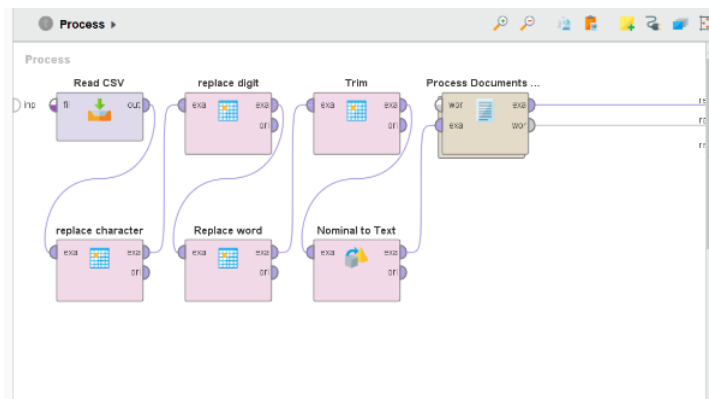 Process
Process
Read CSV
replace digit
Trim
Process Documents ...
inp
fil
out
exa
exa
ori
exa
exa
ori
wor
exa
exa
wor
re
re
replace character
Replace word
Nominal to Text
exa
exa
ori
exa
exa
ori
exa
exa
ori